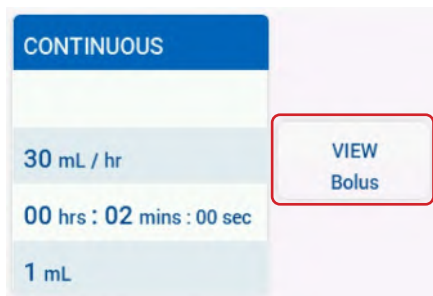 CONTINUOUS
30 mL / hr
00 hrs : 02 mins : 00 sec
1 mL
VIEW
Bolus